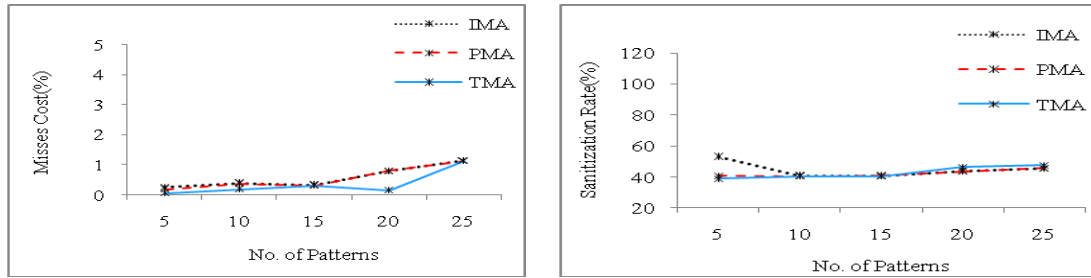 IMA
PMA
TMA
Misses Cost(%)
5
4
3
2
1
0
5 10 15 20 25
No. of Patterns
IMA
PMA
TMA
Sanitization Rate(%)
120
100
80
60
40
20
5 10 15 20 25
No. of Patterns